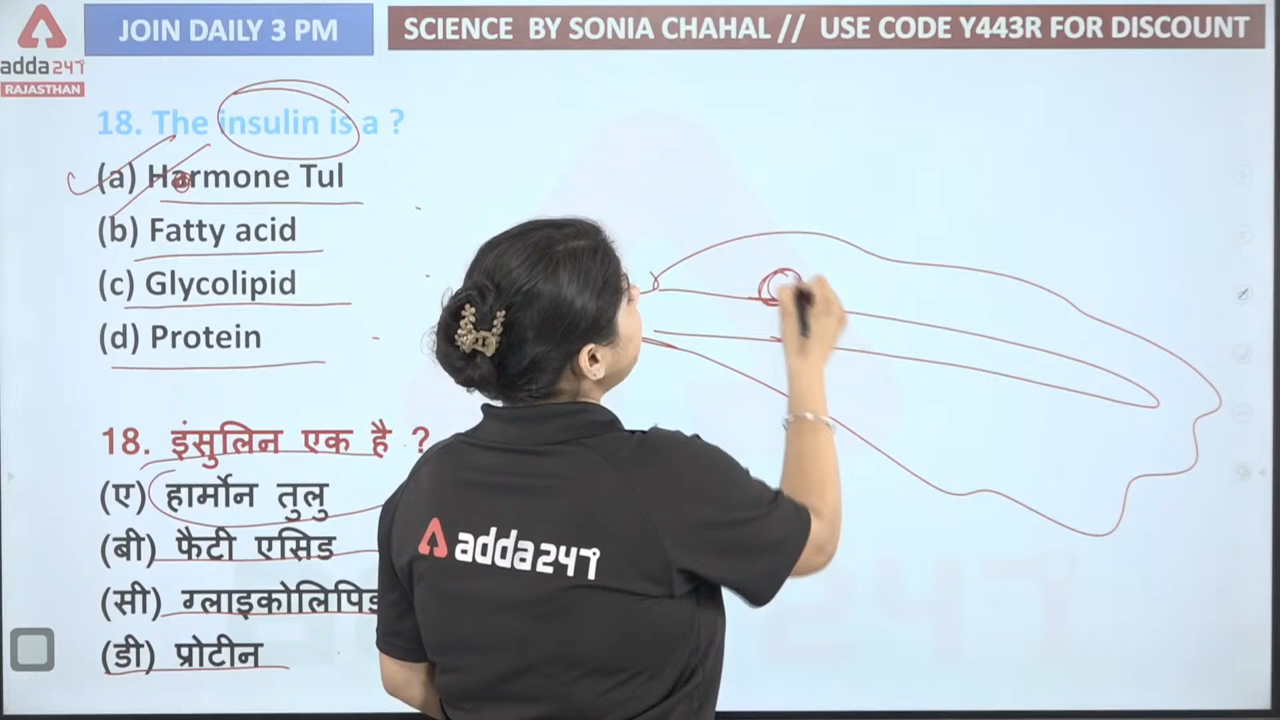 JOIN DAILY 3 PM
SCIENCE BY SONIA CHAHAL // USE CODE Y443R FOR DISCOUNT
adda247
RAJASTHAN
18. The insulin is a ?
(a) Harmone Tul
(b) Fatty acid
(c) Glycolipid
(d) Protein
18. इंसुलिन एक है ?
(ए) हार्मोन तुलु
(बी) फैटी एसिड
(सी) ग्लाइकोलिपिड
(डी) प्रोटीन
adda247